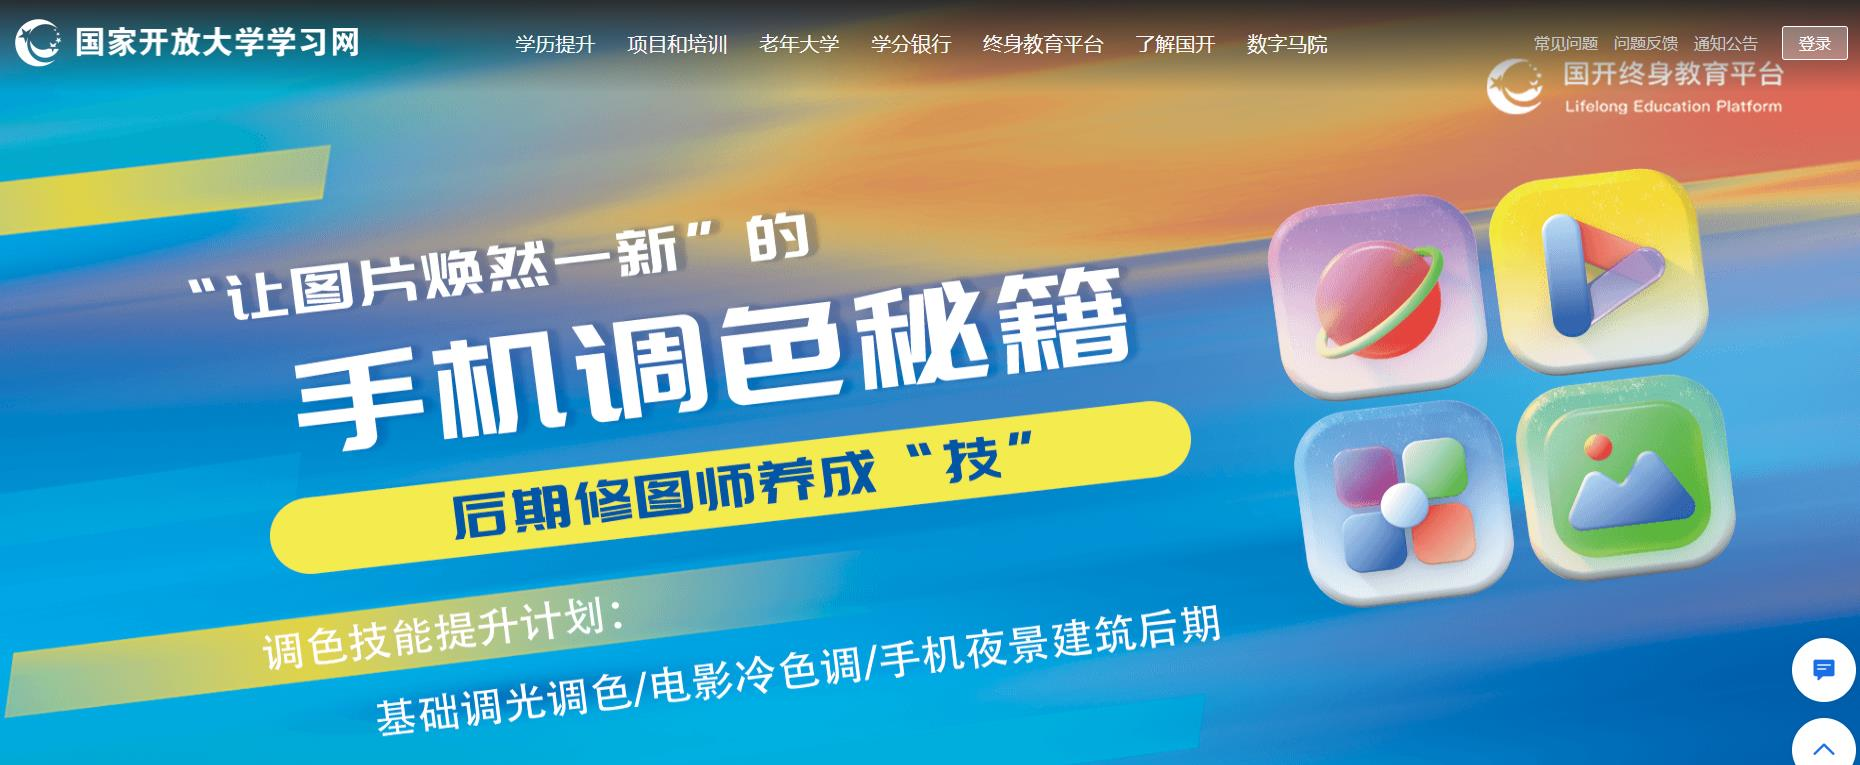 国家开放大学学习网
学历提升 项目和培训 老年大学 学分银行 终身教育平台 了解国开 数字马院
常见问题 问题反馈 通知公告 登录
国开终身教育平台
Lifelong Education Platform
“让图片焕然一新”的
手机调色秘籍
后期修图师养成“技”
调色技能提升计划：
基础调光调色/电影冷色调/手机夜景建筑后期